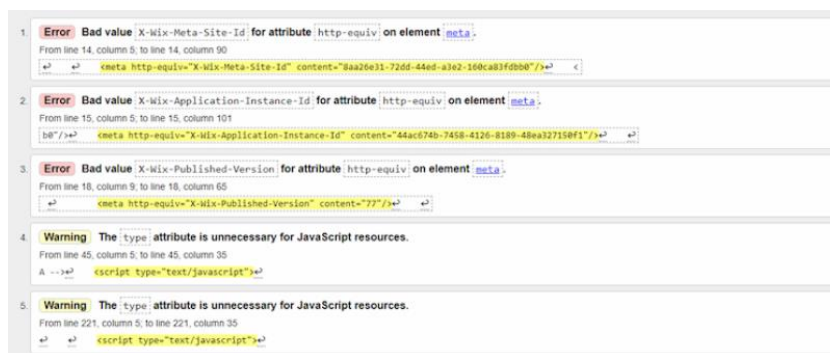 1. Error Bad value X-Wix-Meta-Site-Id for attribute http-equiv on element meta.
From line 14, column 5; to line 14, column 90
↩ ↩ <meta http-equiv="X-Wix-Meta-Site-Id" content="8aa26e31-72dd-44ed-a3e2-160ca83fdbb0"/>↩ <
2. Error Bad value X-Wix-Application-Instance-Id for attribute http-equiv on element meta.
From line 15, column 5; to line 15, column 101
b0"/>↩ <meta http-equiv="X-Wix-Application-Instance-Id" content="44ac674b-7458-4126-8189-48ea327150f1"/>↩ ↩
3. Error Bad value X-Wix-Published-Version for attribute http-equiv on element meta.
From line 18, column 9; to line 18, column 65
↩ <meta http-equiv="X-Wix-Published-Version" content="77"/>↩ ↩
4. Warning The type attribute is unnecessary for JavaScript resources.
From line 45, column 5; to line 45, column 35
A -->↩ <script type="text/javascript">↩
5. Warning The type attribute is unnecessary for JavaScript resources.
From line 221, column 5; to line 221, column 35
↩ ↩ <script type="text/javascript">↩